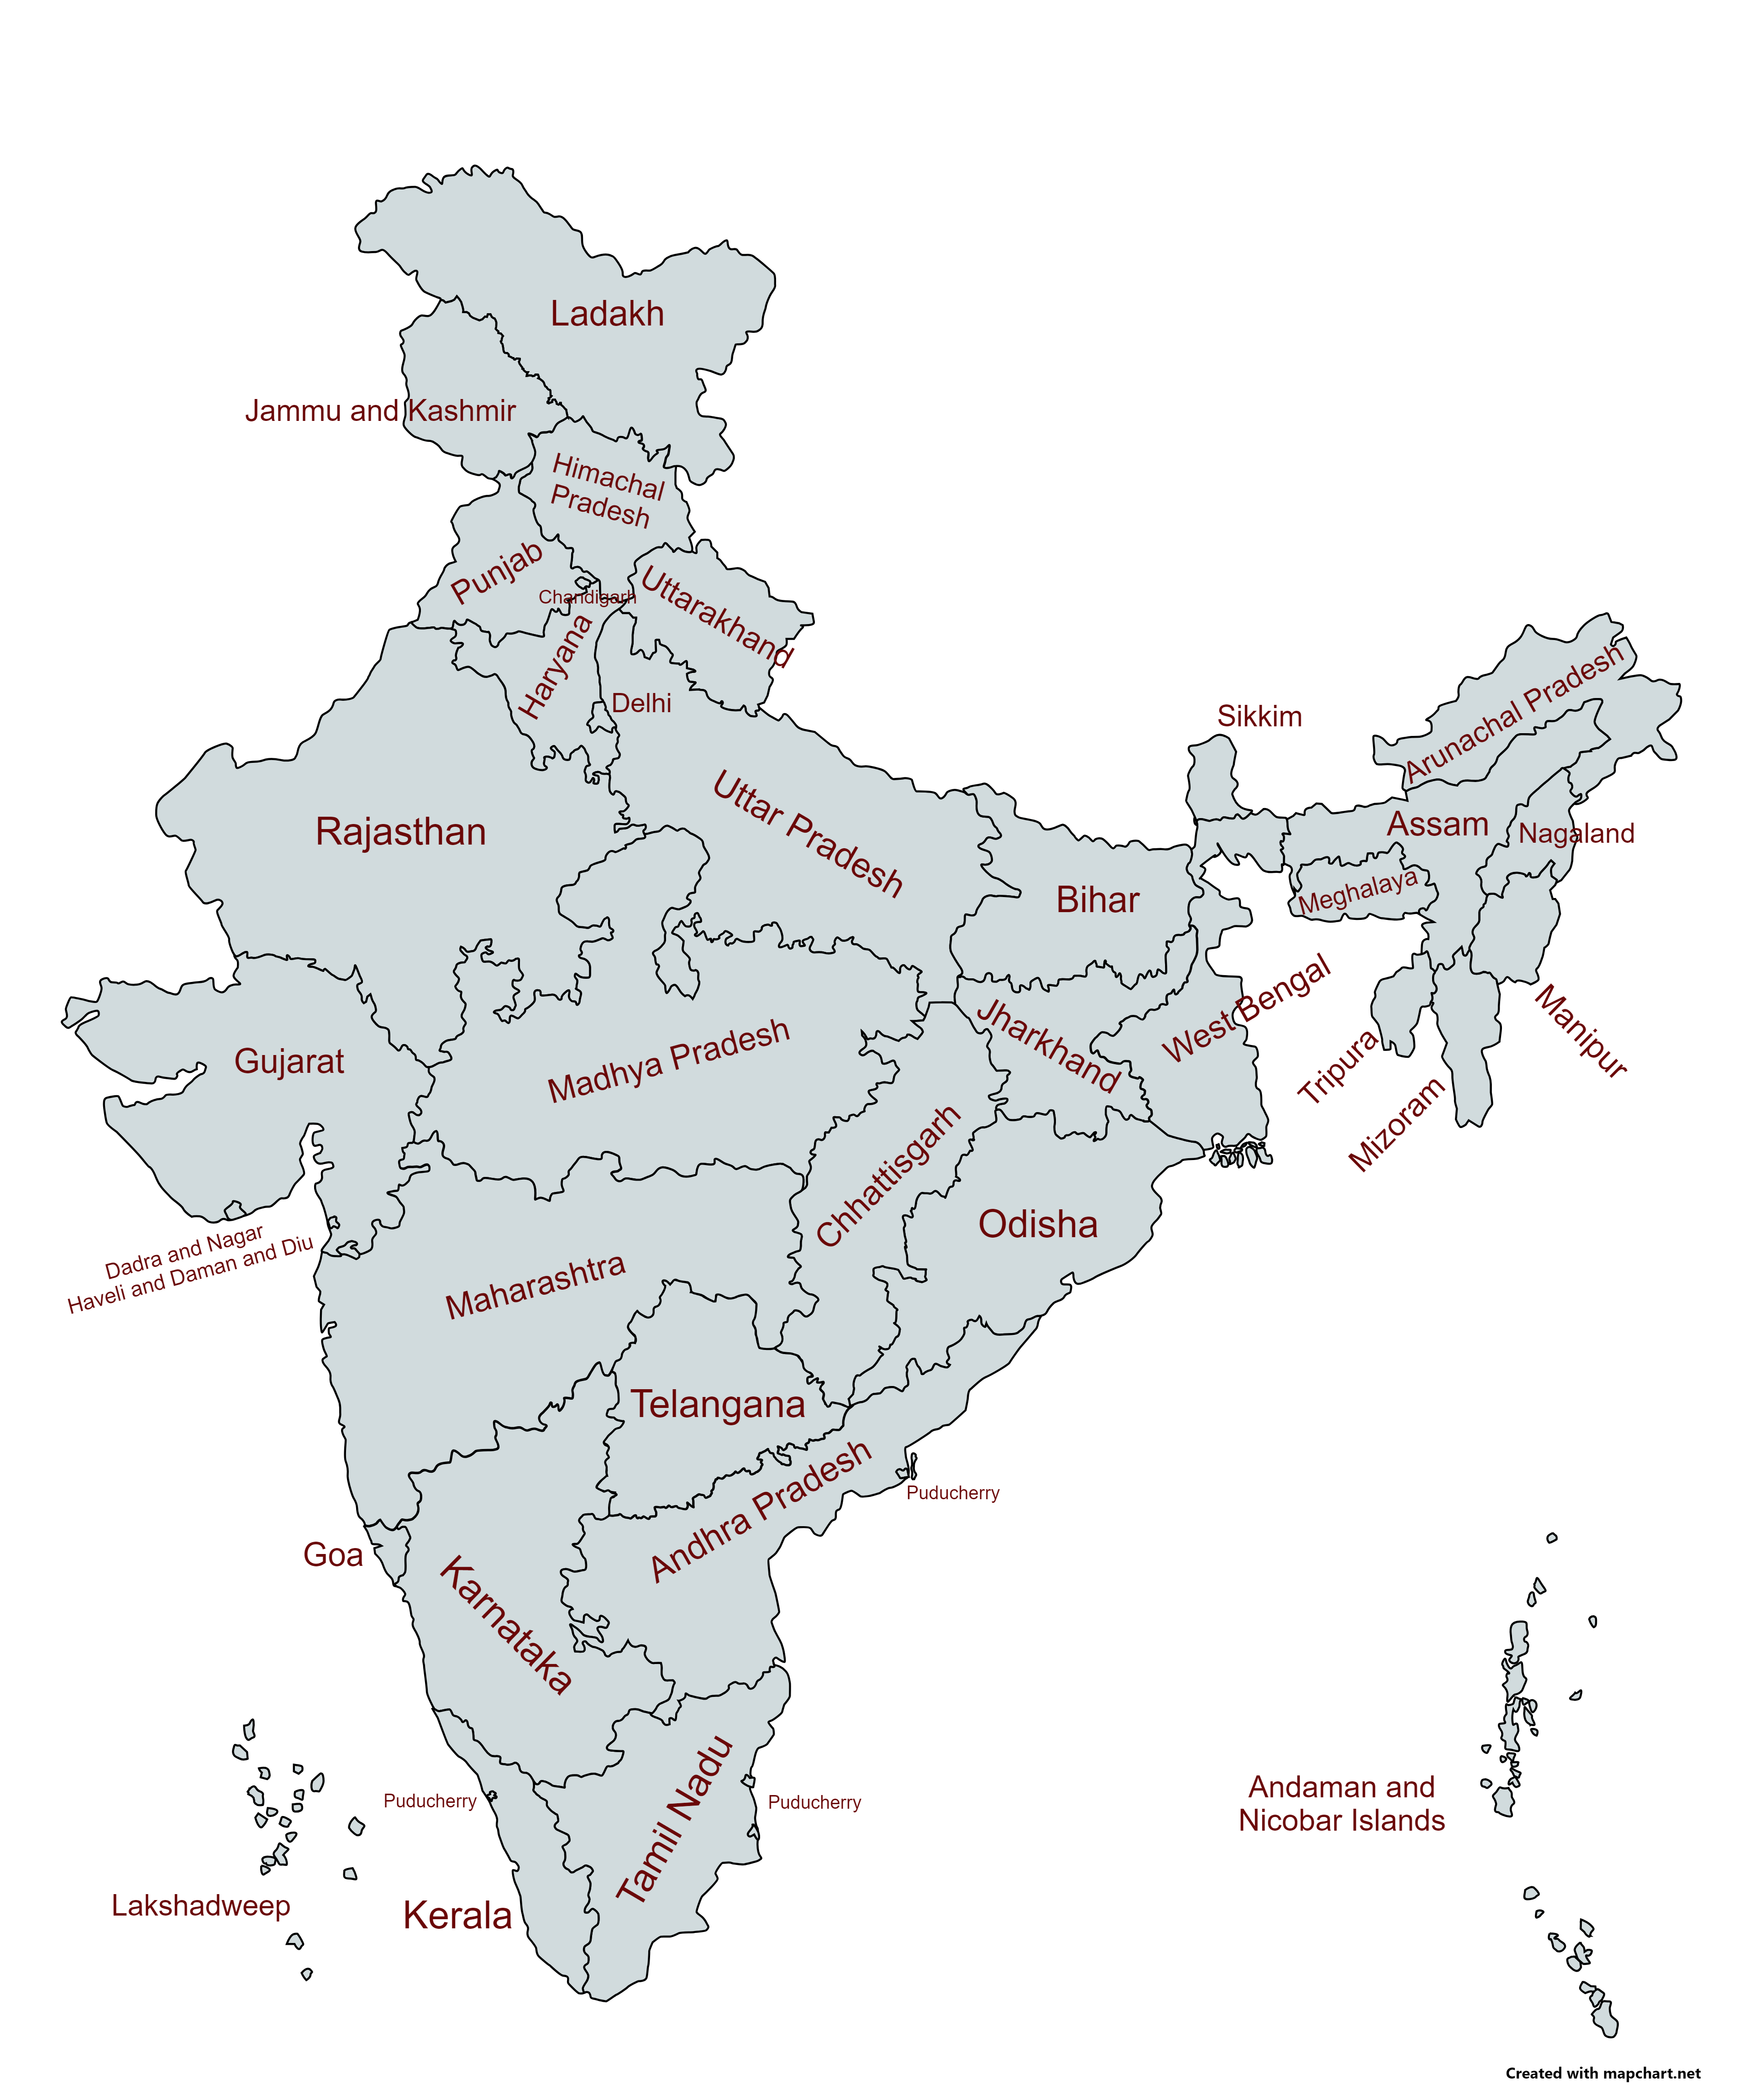 Ladakh
Jammu and Kashmir
Himachal
Pradesh
Punjab
Chandigarh
Uttarakhand
Haryana
Delhi
Arunachal Pradesh
Sikkim
Rajasthan
Uttar Pradesh
Assam
Nagaland
Bihar
Meghalaya
Gujarat
Madhya Pradesh
Jharkhand
West Bengal
Tripura
Manipur
Mizoram
Chhattisgarh
Odisha
Dadra and Nagar
Haveli and Daman and Diu
Maharashtra
Telangana
Andhra Pradesh
Puducherry
Goa
Karnataka
Puducherry
Tamil Nadu
Puducherry
Andaman and
Nicobar Islands
Lakshadweep
Kerala
Created with mapchart.net